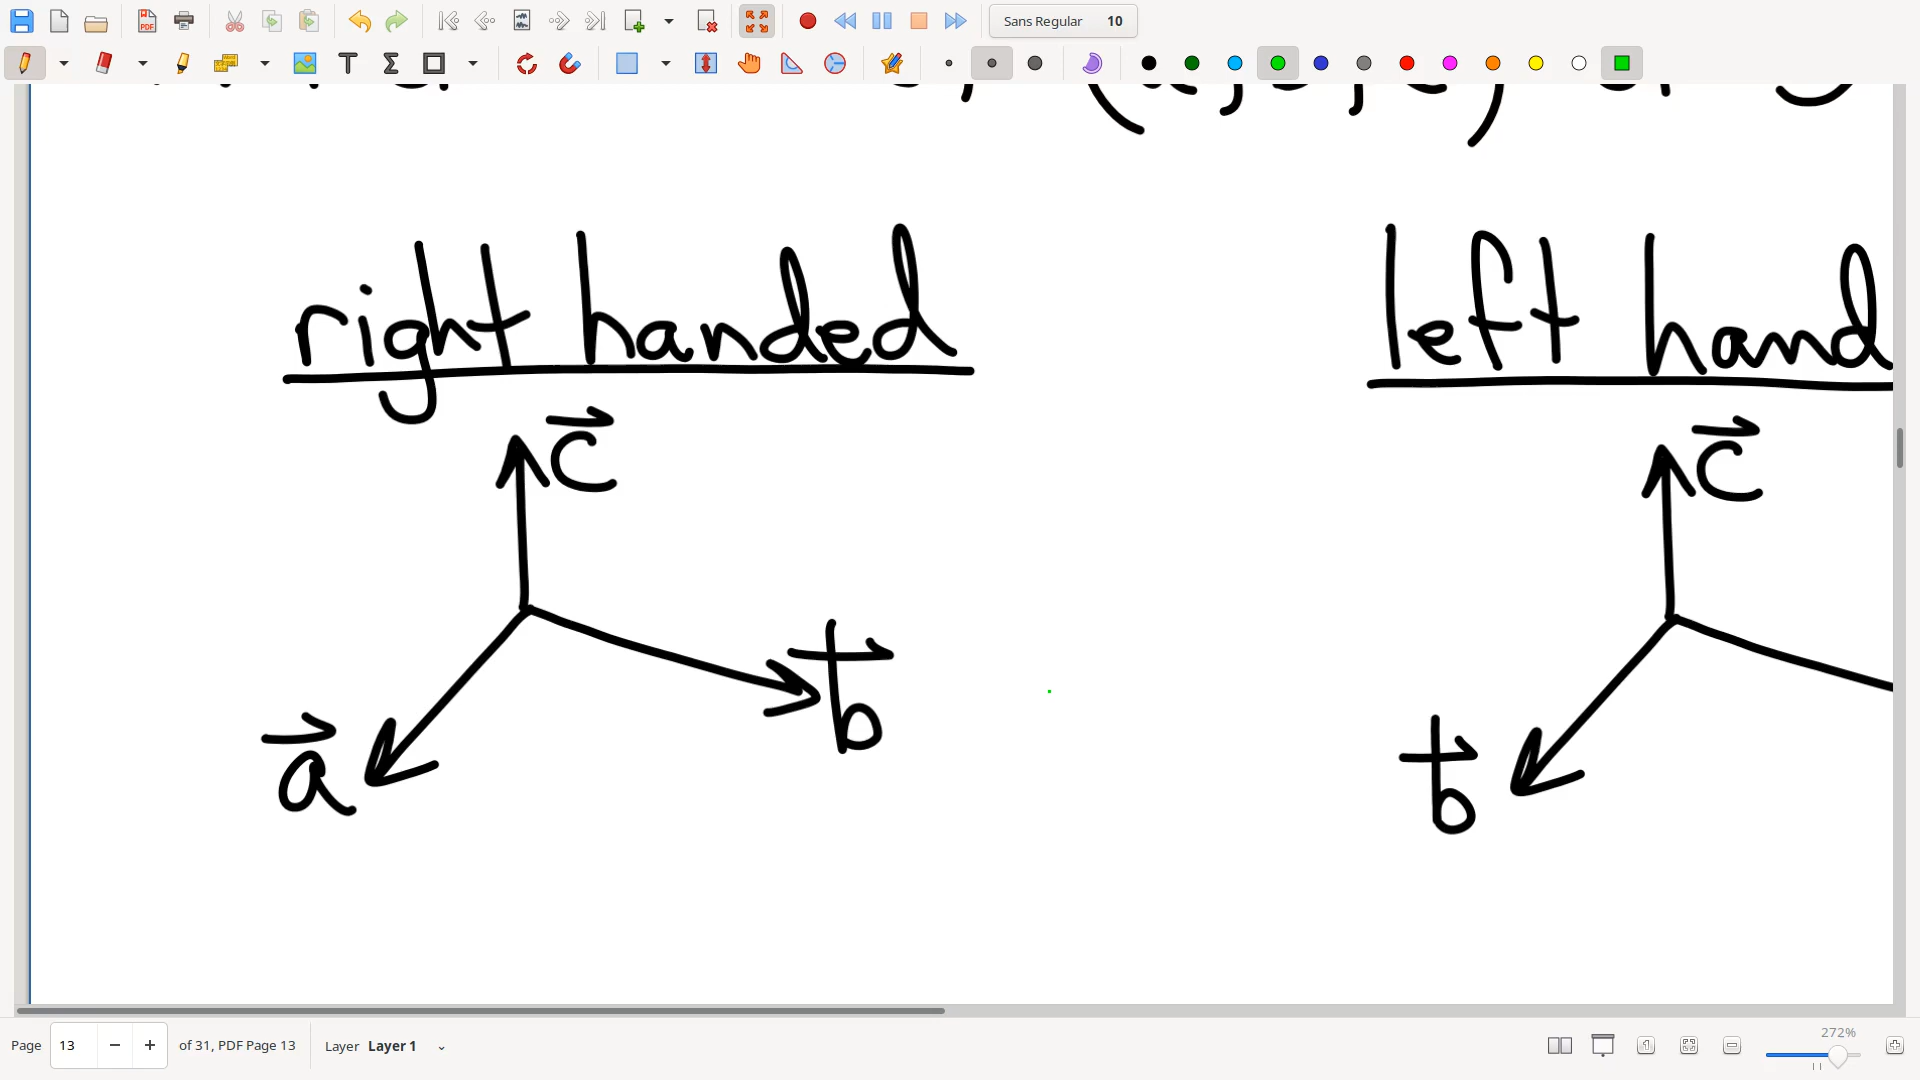 Sans Regular 10
right handed
left hand
c
c
b
a
b
Page 13 of 31, PDF Page 13 Layer Layer 1
272%